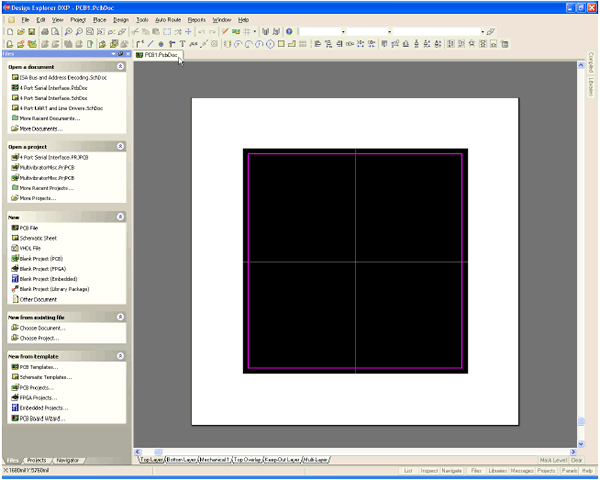 Design Explorer DXP - PCB1.PcbDoc
File Edit View Project Place Design Tools Auto Route Reports Window Help
Files
PCB1.PcbDoc
Open a document
ISA Bus and Address Decoding.SchDoc
4 Port Serial Interface.PcbDoc
4 Port Serial Interface.SchDoc
4 Port UART and Line Drivers.SchDoc
More Recent Documents...
More Documents...
Open a project
4 Port Serial Interface.PRJPCB
MultivibratorMisc.PrjPCB
MultivibratorMisc.PrjPCB
More Recent Projects...
More Projects...
New
PCB File
Schematic Sheet
VHDL File
Blank Project (PCB)
Blank Project (FPGA)
Blank Project (Embedded)
Blank Project (Library Package)
Other Document
New from existing file
Choose Document...
Choose Project...
New from template
PCB Templates...
Schematic Templates...
PCB Projects...
FPGA Projects...
Embedded Projects...
PCB Board Wizard...
Compiled
Libraries
Files Projects Navigator
Top Layer Bottom Layer Mechanical 1 Top Overlay Keep-Out Layer Multi-Layer
Mask Level Clear
X:1680mil Y:5760mil
List Inspect Navigate Files Libraries Messages Projects Panels Help